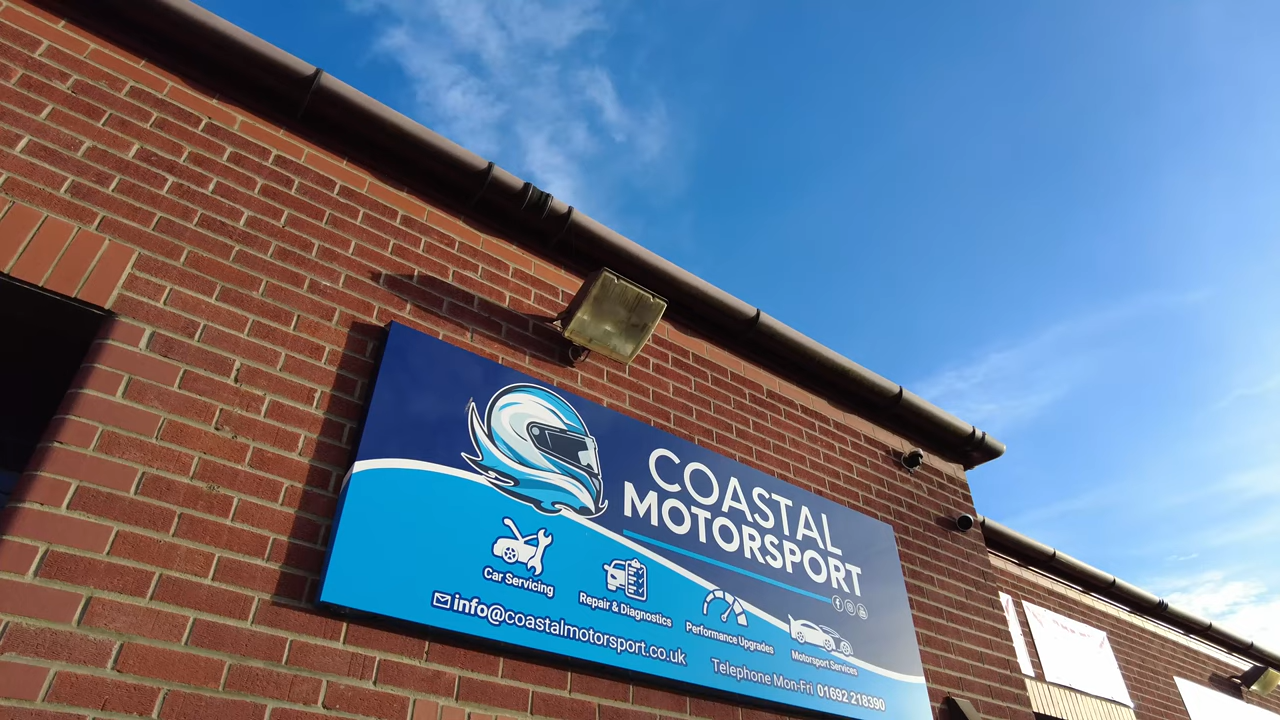 COASTAL
MOTORSPORT
Car Servicing
Repair & Diagnostics
Performance Upgrades
Motorsport Services
info@coastalmotorsport.co.uk
Telephone Mon-Fri 01692 218390